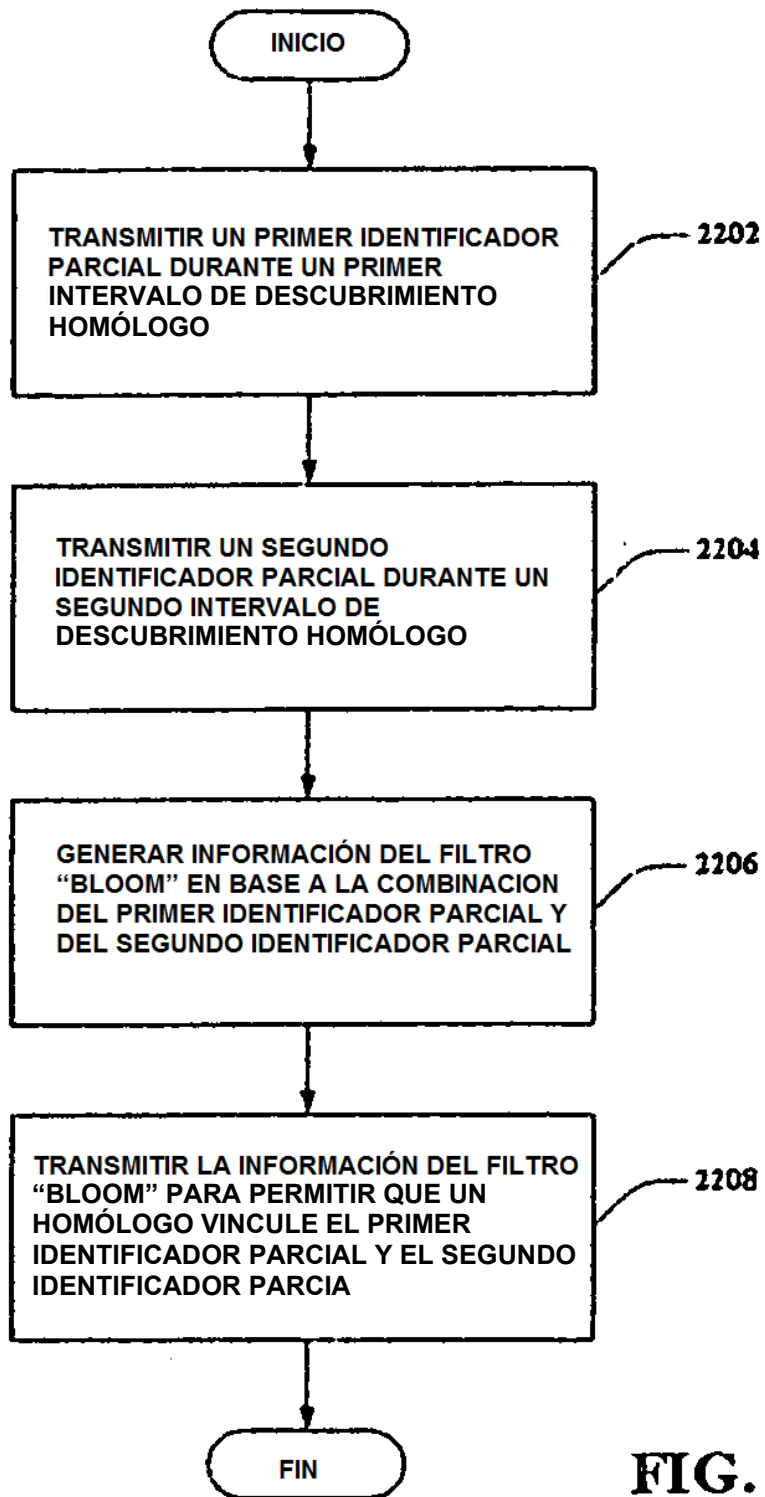 INICIO
TRANSMITIR UN PRIMER IDENTIFICADOR
PARCIAL DURANTE UN PRIMER
INTERVALO DE DESCUBRIMIENTO
HOMÓLOGO
2202
TRANSMITIR UN SEGUNDO
IDENTIFICADOR PARCIAL DURANTE UN
SEGUNDO INTERVALO DE
DESCUBRIMIENTO HOMÓLOGO
2204
GENERAR INFORMACIÓN DEL FILTRO
“BLOOM” EN BASE A LA COMBINACION
DEL PRIMER IDENTIFICADOR PARCIAL Y
DEL SEGUNDO IDENTIFICADOR PARCIAL
2206
TRANSMITIR LA INFORMACIÓN DEL FILTRO
“BLOOM” PARA PERMITIR QUE UN
HOMÓLOGO VINCULE EL PRIMER
IDENTIFICADOR PARCIAL Y EL SEGUNDO
IDENTIFICADOR PARCIA
2208
FIN
FIG.